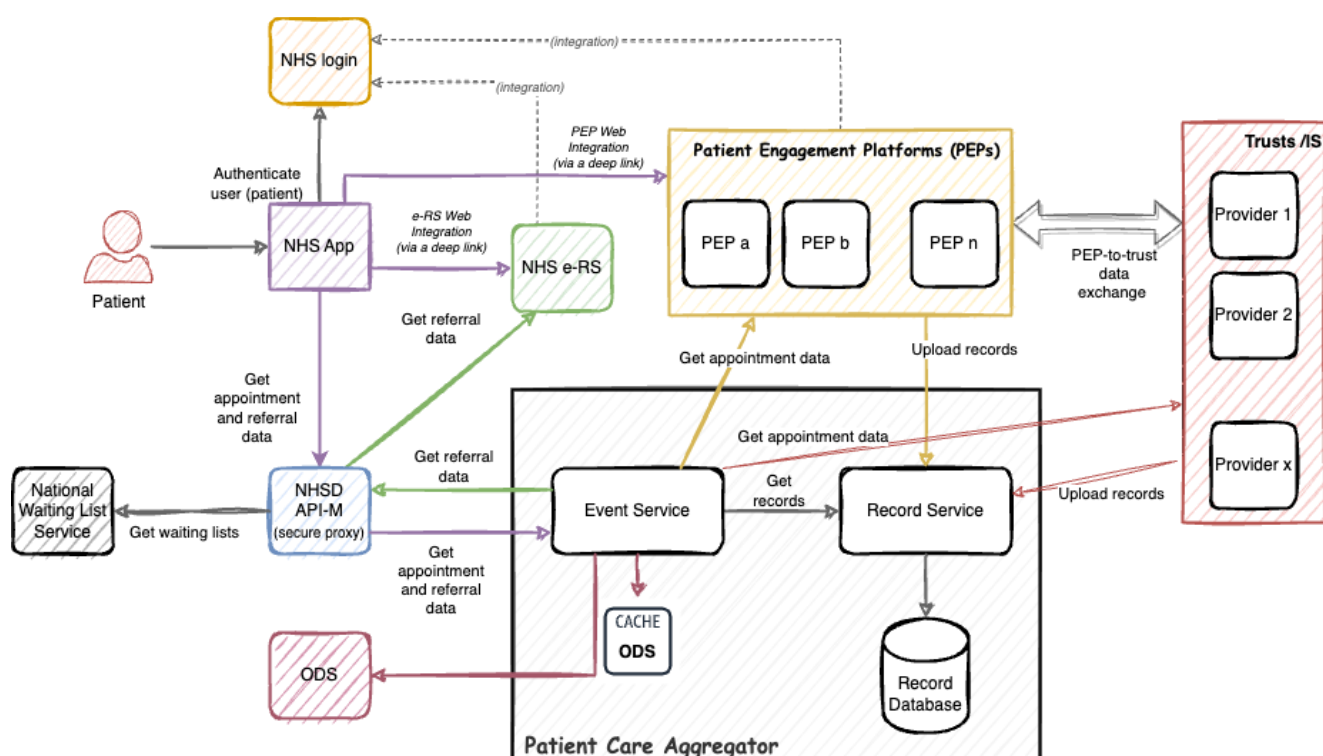 NHS login
(integration)
(integration)
PEP Web
Integration
(via a deep link)
Patient Engagement Platforms (PEPs)
Trusts /IS
Authenticate
user (patient)
e-RS Web
Integration
(via a deep link)
PEP a
PEP b
PEP n
Provider 1
NHS App
NHS e-RS
PEP-to-trust
data
exchange
Patient
Provider 2
Get referral
data
Get appointment data
Upload records
Get
appointment
and referral
data
Get appointment data
Provider x
Get referral
data
National
Waiting List
Service
Get waiting lists
NHSD
API-M
(secure proxy)
Event Service
Get
records
Record Service
Upload records
Get
appointment
and referral
data
CACHE
ODS
ODS
Record
Database
Patient Care Aggregator